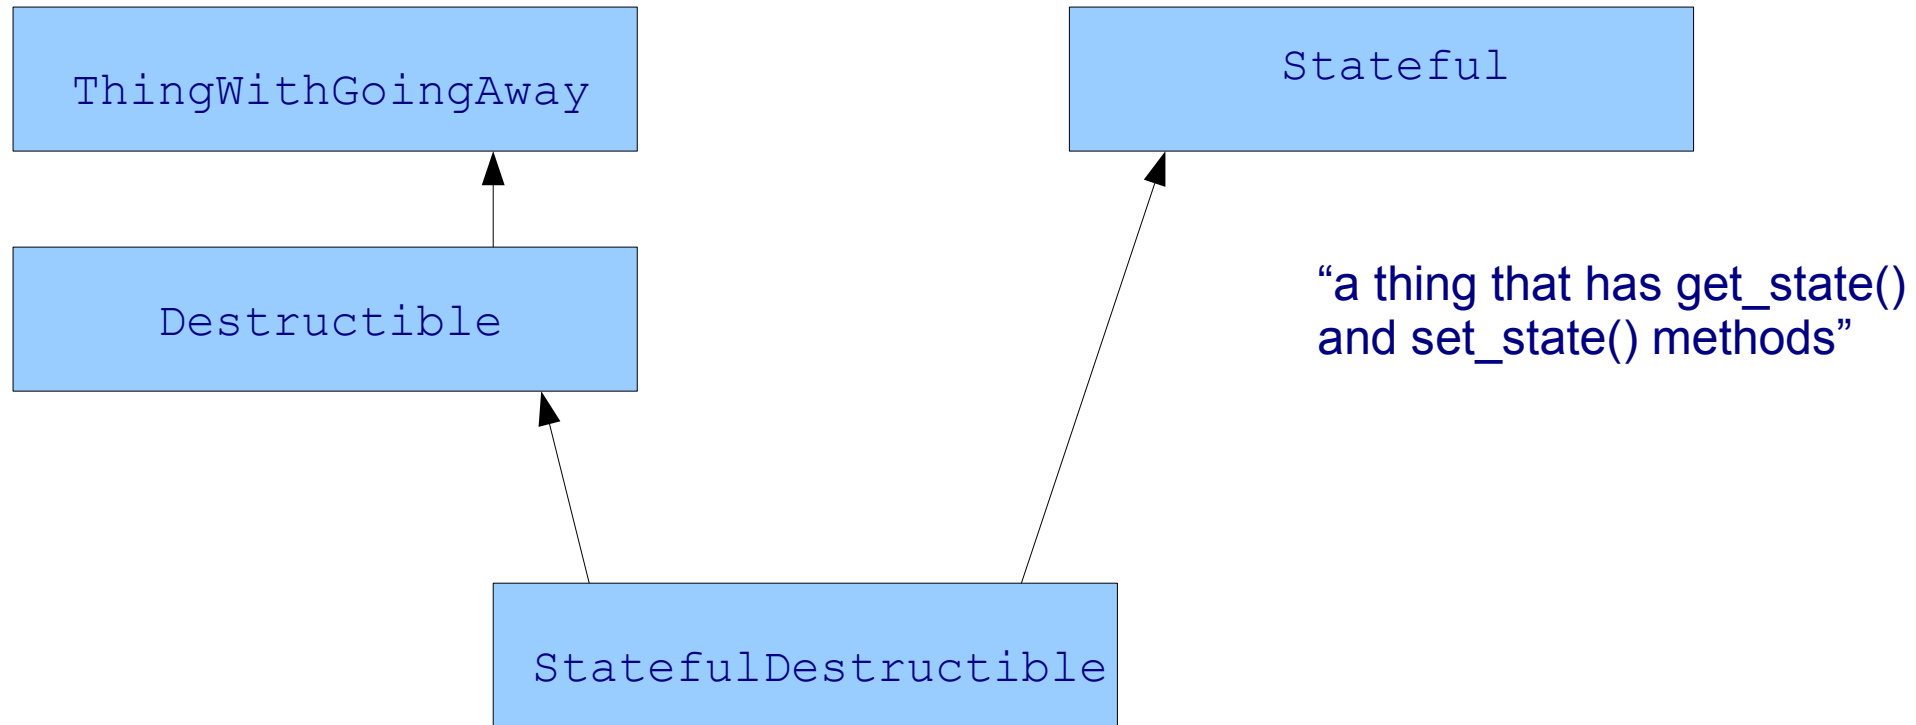 ThingWithGoingAway
Stateful
Destructible
“a thing that has get_state()
and set_state() methods”
StatefulDestructible